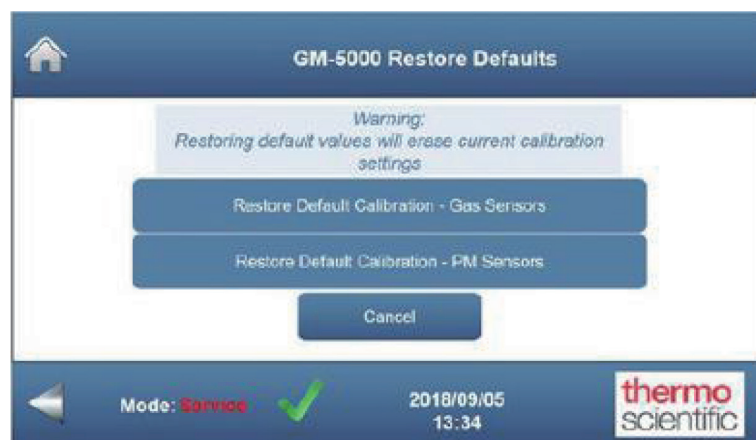 GM-5000 Restore Defaults
Warning:
Restoring default values will erase current calibration
settings
Restore Default Calibration - Gas Sensors
Restore Default Calibration - PM Sensors
Cancel
Mode: Service
2018/09/05
13:34
thermo
scientific